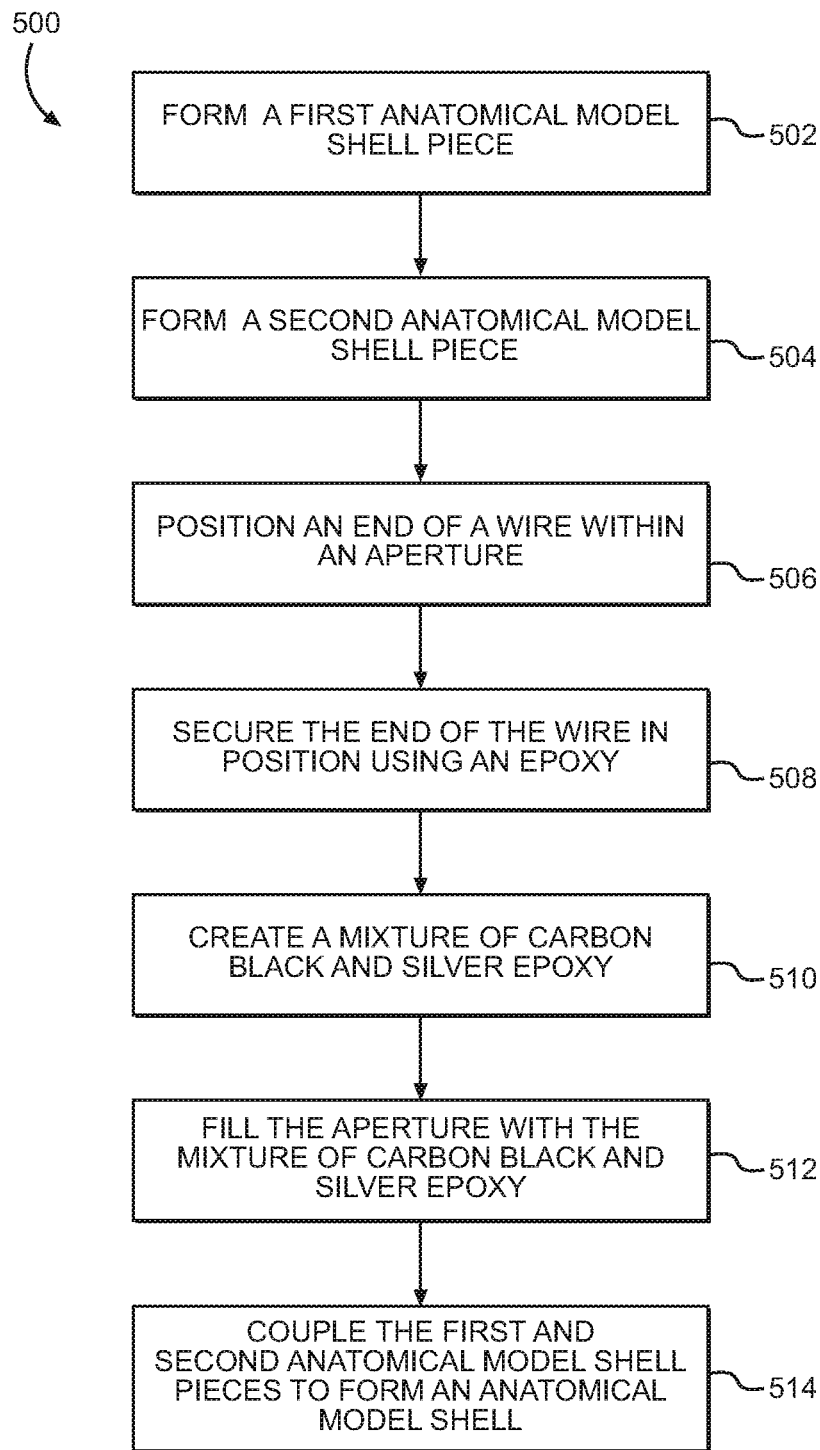 500
FORM A FIRST ANATOMICAL MODEL
SHELL PIECE
502
FORM A SECOND ANATOMICAL MODEL
SHELL PIECE
504
POSITION AN END OF A WIRE WITHIN
AN APERTURE
506
SECURE THE END OF THE WIRE IN
POSITION USING AN EPOXY
508
CREATE A MIXTURE OF CARBON
BLACK AND SILVER EPOXY
510
FILL THE APERTURE WITH THE
MIXTURE OF CARBON BLACK AND
SILVER EPOXY
512
COUPLE THE FIRST AND
SECOND ANATOMICAL MODEL SHELL
PIECES TO FORM AN ANATOMICAL
MODEL SHELL
514